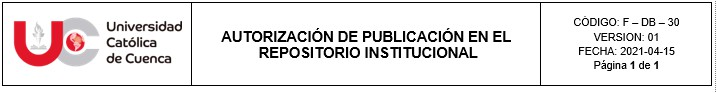 Universidad
Católica
de Cuenca
AUTORIZACIÓN DE PUBLICACIÓN EN EL
REPOSITORIO INSTITUCIONAL
CÓDIGO: F – DB – 30
VERSION: 01
FECHA: 2021-04-15
Página 1 de 1